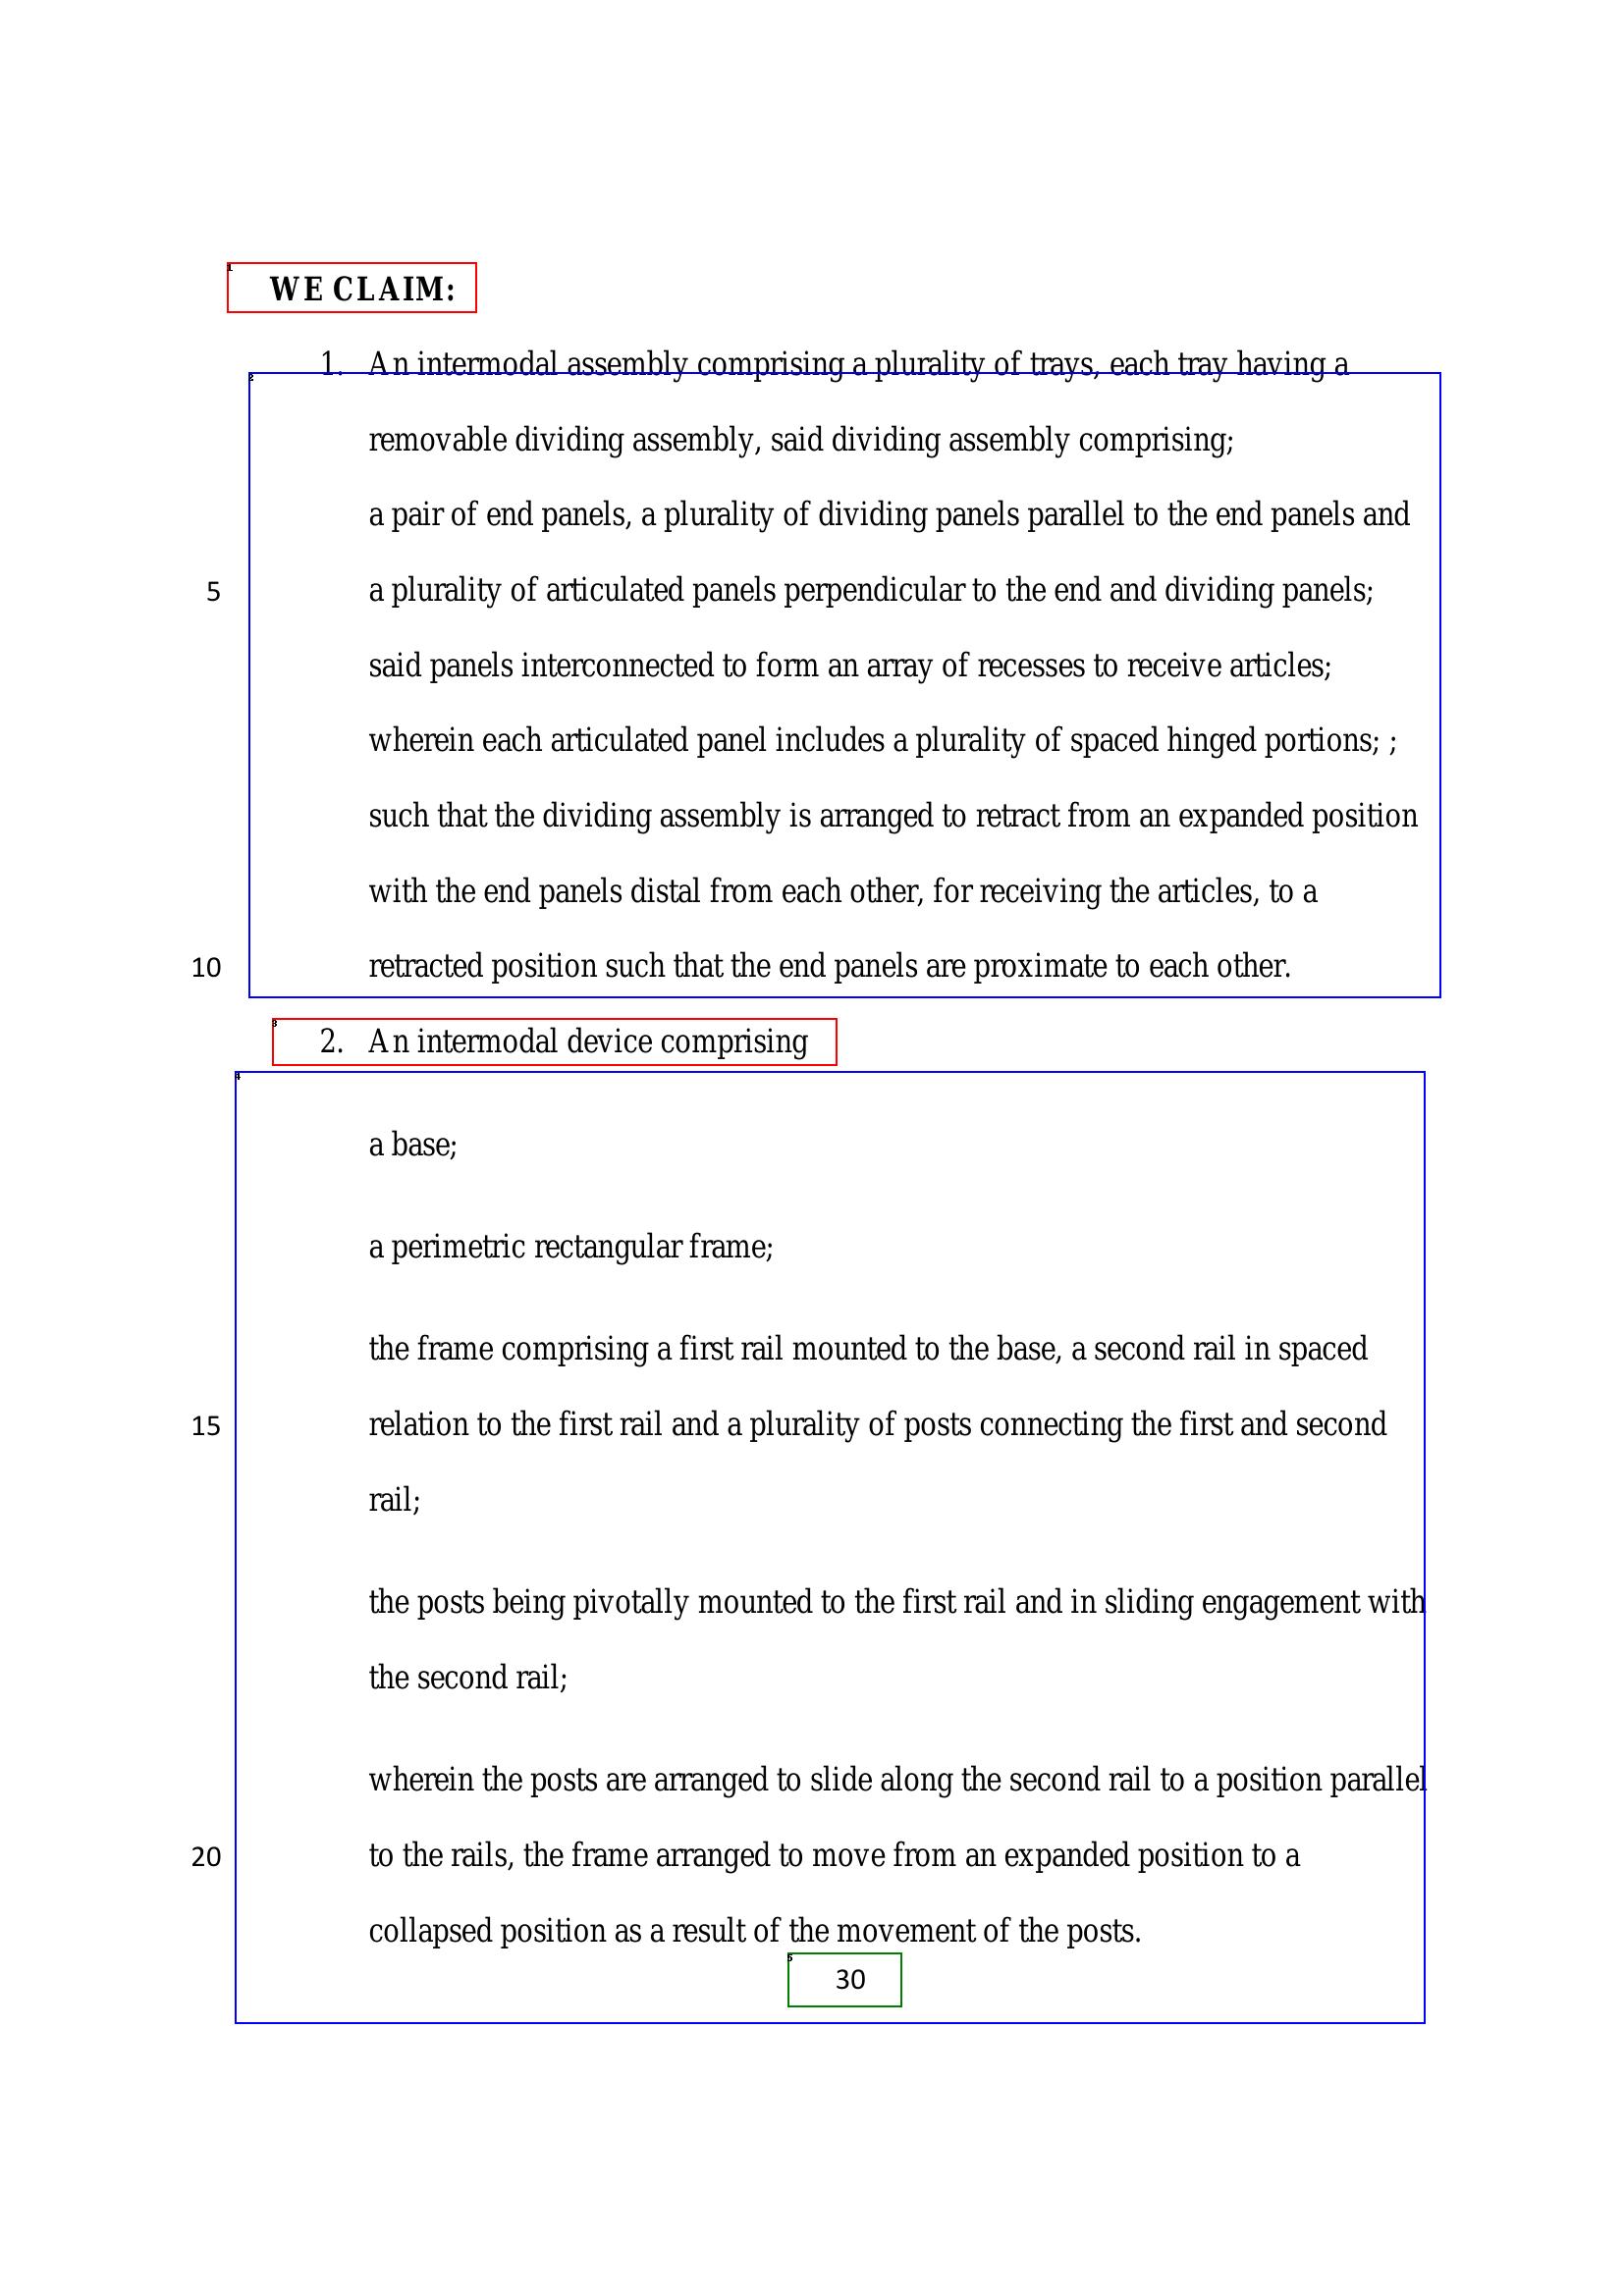 WE CLAIM:
1. An intermodal assembly comprising a plurality of trays, each tray having a
removable dividing assembly, said dividing assembly comprising;
a pair of end panels, a plurality of dividing panels parallel to the end panels and
5 a plurality of articulated panels perpendicular to the end and dividing panels;
said panels interconnected to form an array of recesses to receive articles;
wherein each articulated panel includes a plurality of spaced hinged portions; ;
such that the dividing assembly is arranged to retract from an expanded position
with the end panels distal from each other, for receiving the articles, to a
10 retracted position such that the end panels are proximate to each other.
2. An intermodal device comprising
a base;
a perimetric rectangular frame;
the frame comprising a first rail mounted to the base, a second rail in spaced
15 relation to the first rail and a plurality of posts connecting the first and second
rail;
the posts being pivotally mounted to the first rail and in sliding engagement with
the second rail;
wherein the posts are arranged to slide along the second rail to a position parallel
20 to the rails, the frame arranged to move from an expanded position to a
collapsed position as a result of the movement of the posts.
30